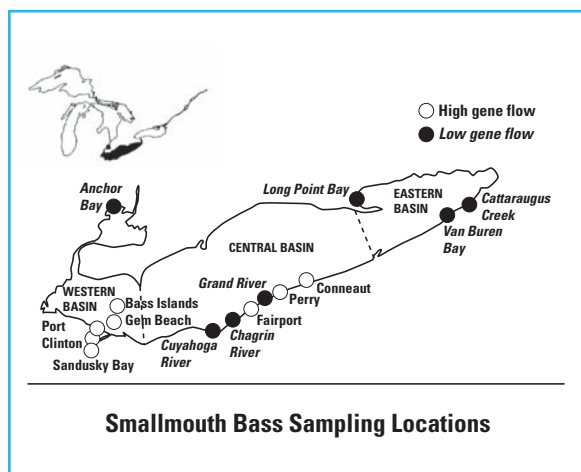 High gene flow
Low gene flow
Anchor
Bay
Long Point Bay
EASTERN
BASIN
Cattaraugus
Creek
Van Buren
Bay
CENTRAL BASIN
Grand River
Conneaut
Perry
WESTERN
BASIN
Bass Islands
Gem Beach
Port
Clinton
Fairport
Sandusky Bay
Cuyahoga
River
Chagrin
River
Smallmouth Bass Sampling Locations